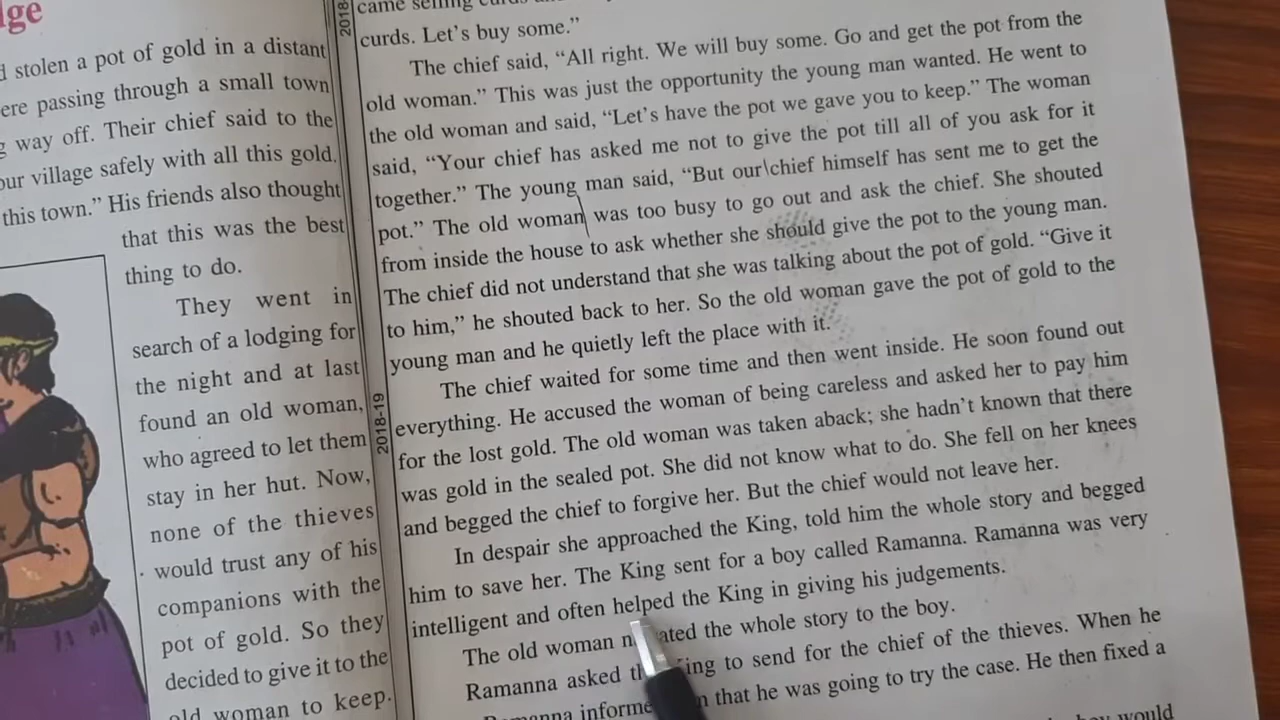 dge
stolen a pot of gold in a distant
ere passing through a small town
way off. Their chief said to the
our village safely with all this gold.
this town.” His friends also thought
that this was the best
thing to do.
They went in
search of a lodging for
the night and at last
found an old woman,
who agreed to let them
stay in her hut. Now,
none of the thieves
would trust any of his
companions with the
pot of gold. So they
decided to give it to the
old woman to keep.
2018
2018-19
came selling curds
curds. Let’s buy some.”
The chief said, “All right. We will buy some. Go and get the pot from the
old woman.” This was just the opportunity the young man wanted. He went to
the old woman and said, “Let’s have the pot we gave you to keep.” The woman
said, “Your chief has asked me not to give the pot till all of you ask for it
together.” The young man said, “But our chief himself has sent me to get the
pot.” The old woman was too busy to go out and ask the chief. She shouted
from inside the house to ask whether she should give the pot to the young man.
The chief did not understand that she was talking about the pot of gold. “Give it
to him,” he shouted back to her. So the old woman gave the pot of gold to the
young man and he quietly left the place with it.
The chief waited for some time and then went inside. He soon found out
everything. He accused the woman of being careless and asked her to pay him
for the lost gold. The old woman was taken aback; she hadn’t known that there
was gold in the sealed pot. She did not know what to do. She fell on her knees
and begged the chief to forgive her. But the chief would not leave her.
In despair she approached the King, told him the whole story and begged
him to save her. The King sent for a boy called Ramanna. Ramanna was very
intelligent and often helped the King in giving his judgements.
The old woman narrated the whole story to the boy.
Ramanna asked the King to send for the chief of the thieves. When he
Ramanna informe that he was going to try the case. He then fixed a
would